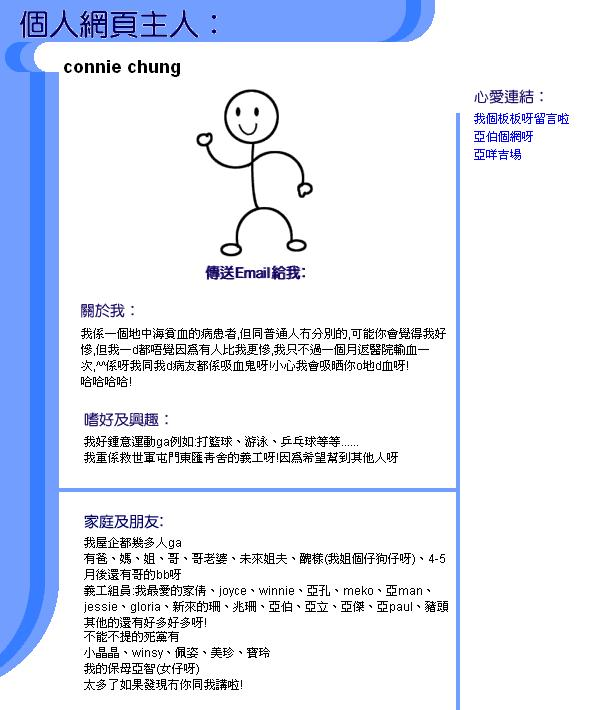 個人網頁主人：
connie chung
心愛連結：
我個板板呀留言啦
亞伯個網呀
亞咩吉場
傳送Email給我:
關於我：
我係一個地中海貧血的病患者,但同普通人冇分別的,可能你會覺得我好
慘,但我一d都唔覺因爲有人比我更慘,我只不過一個月返醫院輸血一
次,^^係呀我同我d病友都係吸血鬼呀!小心我會吸晒你o地d血呀!
哈哈哈哈!
嗜好及興趣：
我好鍾意運動ga例如:打籃球、游泳、乒乓球等等......
我重係救世軍屯門東匯青舍的義工呀!因爲希望幫到其他人呀
家庭及朋友:
我屋企都幾多人ga
有爸、媽、姐、哥、哥老婆、未來姐夫、醜樣(我姐個仔狗仔呀)、4-5
月後還有哥的bb呀
義工組員:我最愛的家倩、joyce、winnie、亞孔、meko、亞man、
jessie、gloria、新來的珊、兆珊、亞伯、亞立、亞傑、亞paul、豬頭
其他的還有好多好多呀!
不能不提的死黨有
小晶晶、winsy、佩姿、美珍、寶玲
我的保母亞智(女仔呀)
太多了如果發現冇你同我講啦!